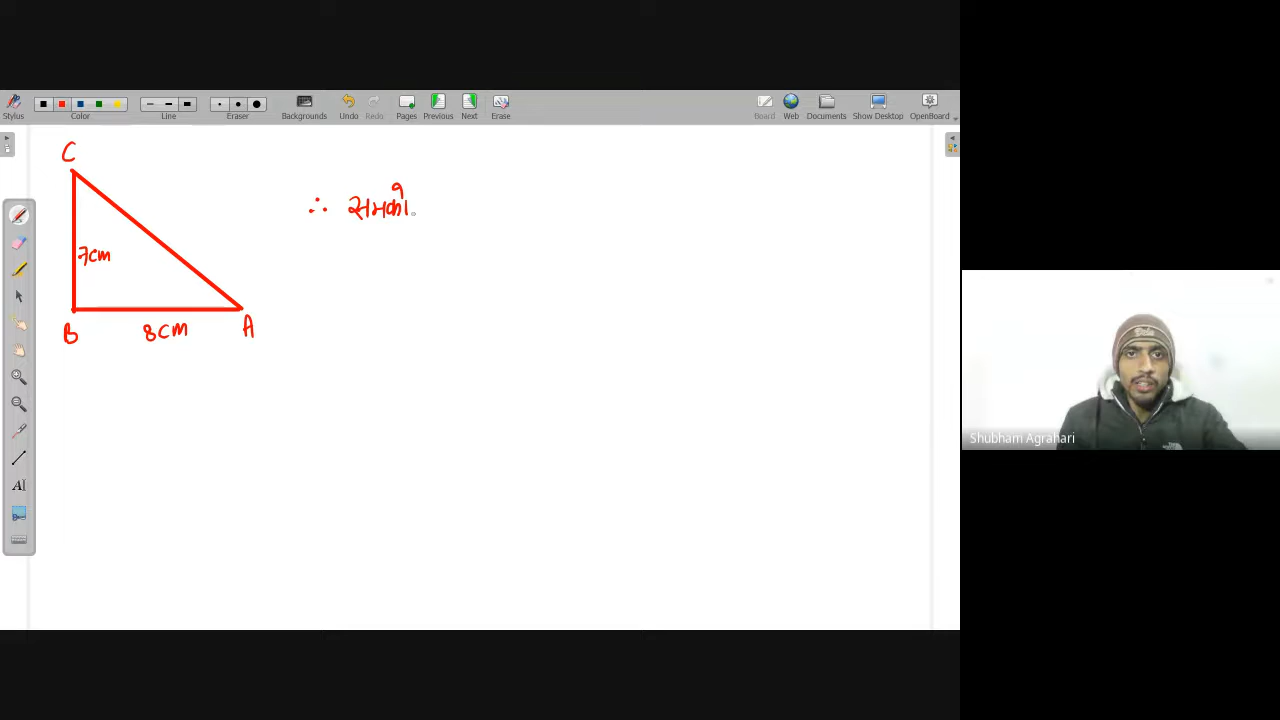 Stylus
Color
Line
Eraser
Backgrounds
Undo
Redo
Pages
Previous
Next
Erase
Board
Web
Documents
Show Desktop
OpenBoard
C
∴ समको
7cm
B
8cm
A
Shubham Agrahari